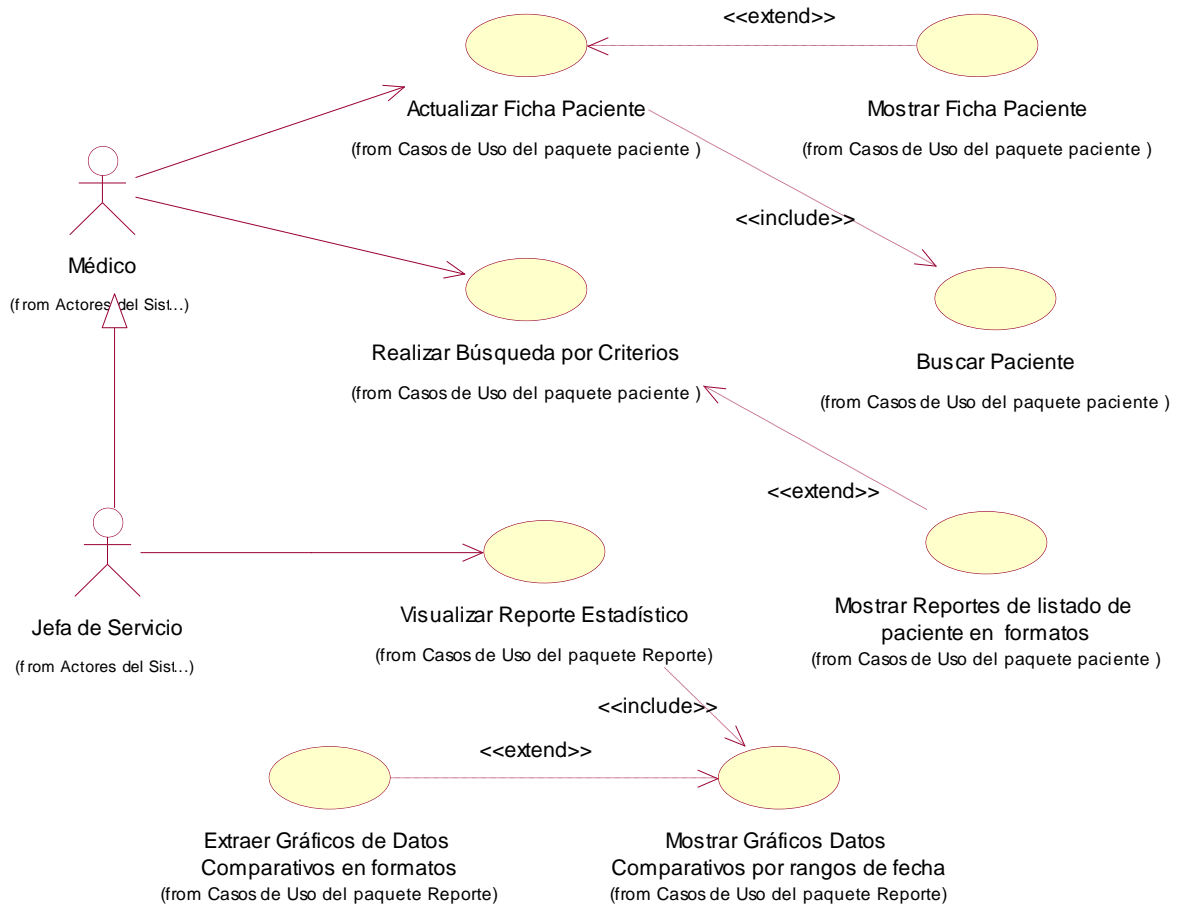 <<extend>>
Actualizar Ficha Paciente
(from Casos de Uso del paquete paciente )
Mostrar Ficha Paciente
(from Casos de Uso del paquete paciente )
<<include>>
Médico
(from Actores del Sist...)
Realizar Búsqueda por Criterios
(from Casos de Uso del paquete paciente )
Buscar Paciente
(from Casos de Uso del paquete paciente )
<<extend>>
Jefa de Servicio
(from Actores del Sist...)
Visualizar Reporte Estadístico
(from Casos de Uso del paquete Reporte)
Mostrar Reportes de listado de
paciente en formatos
(from Casos de Uso del paquete paciente )
<<include>>
<<extend>>
Extraer Gráficos de Datos
Comparativos en formatos
(from Casos de Uso del paquete Reporte)
Mostrar Gráficos Datos
Comparativos por rangos de fecha
(from Casos de Uso del paquete Reporte)